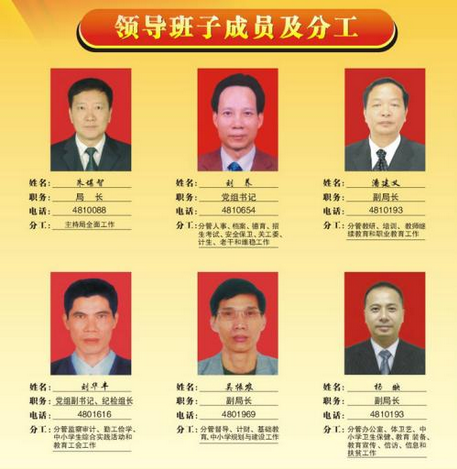 领导班子成员及分工
姓名：朱媒智
职务：局 长
电话：4810088
分工：主持局全面工作
姓名：刘 荞
职务：党组书记
电话：4810654
分工：分管人事、档案、德育、招
生考试、安全保卫、关工委、
计生、老干和维稳工作
姓名：潘建义
职务：副局长
电话：4810193
分工：分管教研、培训、教师继
续教育和职业教育工作
姓名：刘华丰
职务：党组副书记、纪检组长
电话：4801616
分工：分管监察审计、勤工俭学、
中小学生综合实践活动和
教育工会工作
姓名：
职务：副局长
电话：4801969
分工：分管督导、计财、基础教
育、中小学规划与建设工作
姓名：杨
职务：副局长
电话：4810193
分工：分管办公室、体卫艺、中
小学卫生保健、教育 装备、
教育宣传、信访、信息和
扶贫工作